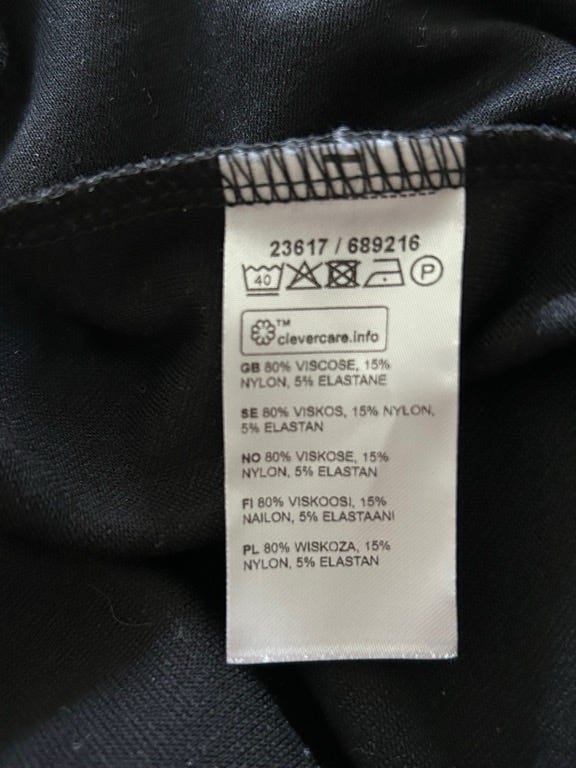 23617 / 689216
40 P
TM
clevercare.info
GB 80% VISCOSE, 15%
NYLON, 5% ELASTANE
SE 80% VISKOS, 15% NYLON,
5% ELASTAN
NO 80% VISKOSE, 15%
NYLON, 5% ELASTAN
FI 80% VISKOOSI, 15%
NAILON, 5% ELASTAANI
PL 80% WISKOZA, 15%
NYLON, 5% ELASTAN